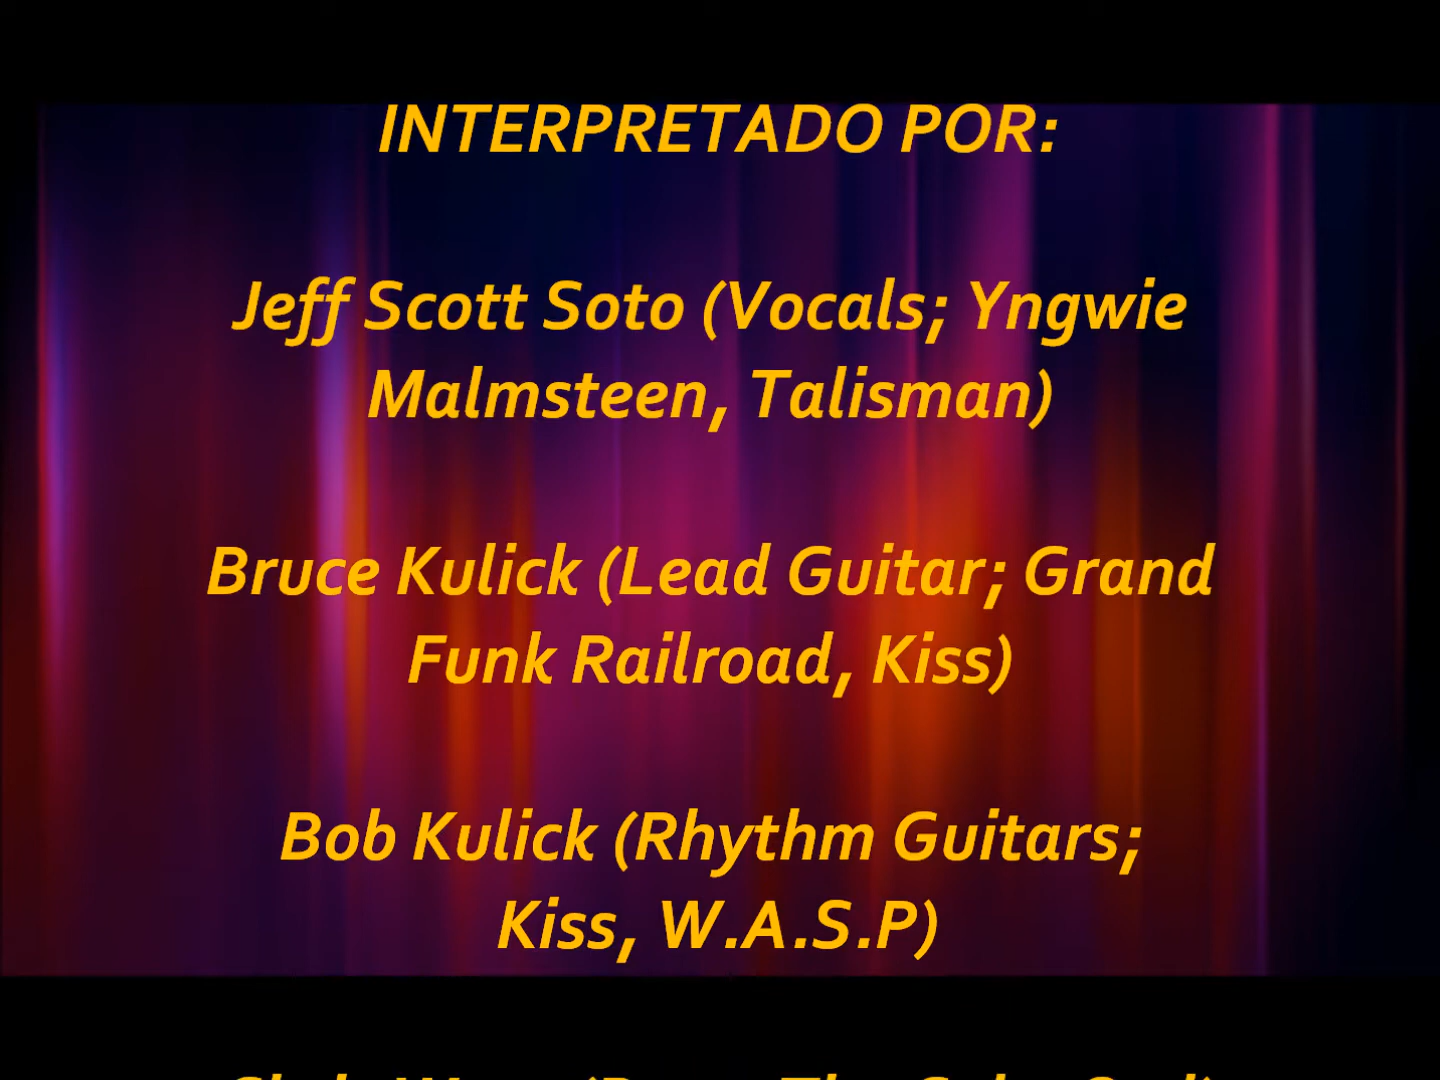 INTERPRETADO POR:
Jeff Scott Soto (Vocals; Yngwie
Malmsteen, Talisman)
Bruce Kulick (Lead Guitar; Grand
Funk Railroad, Kiss)
Bob Kulick (Rhythm Guitars;
Kiss, W.A.S.P)